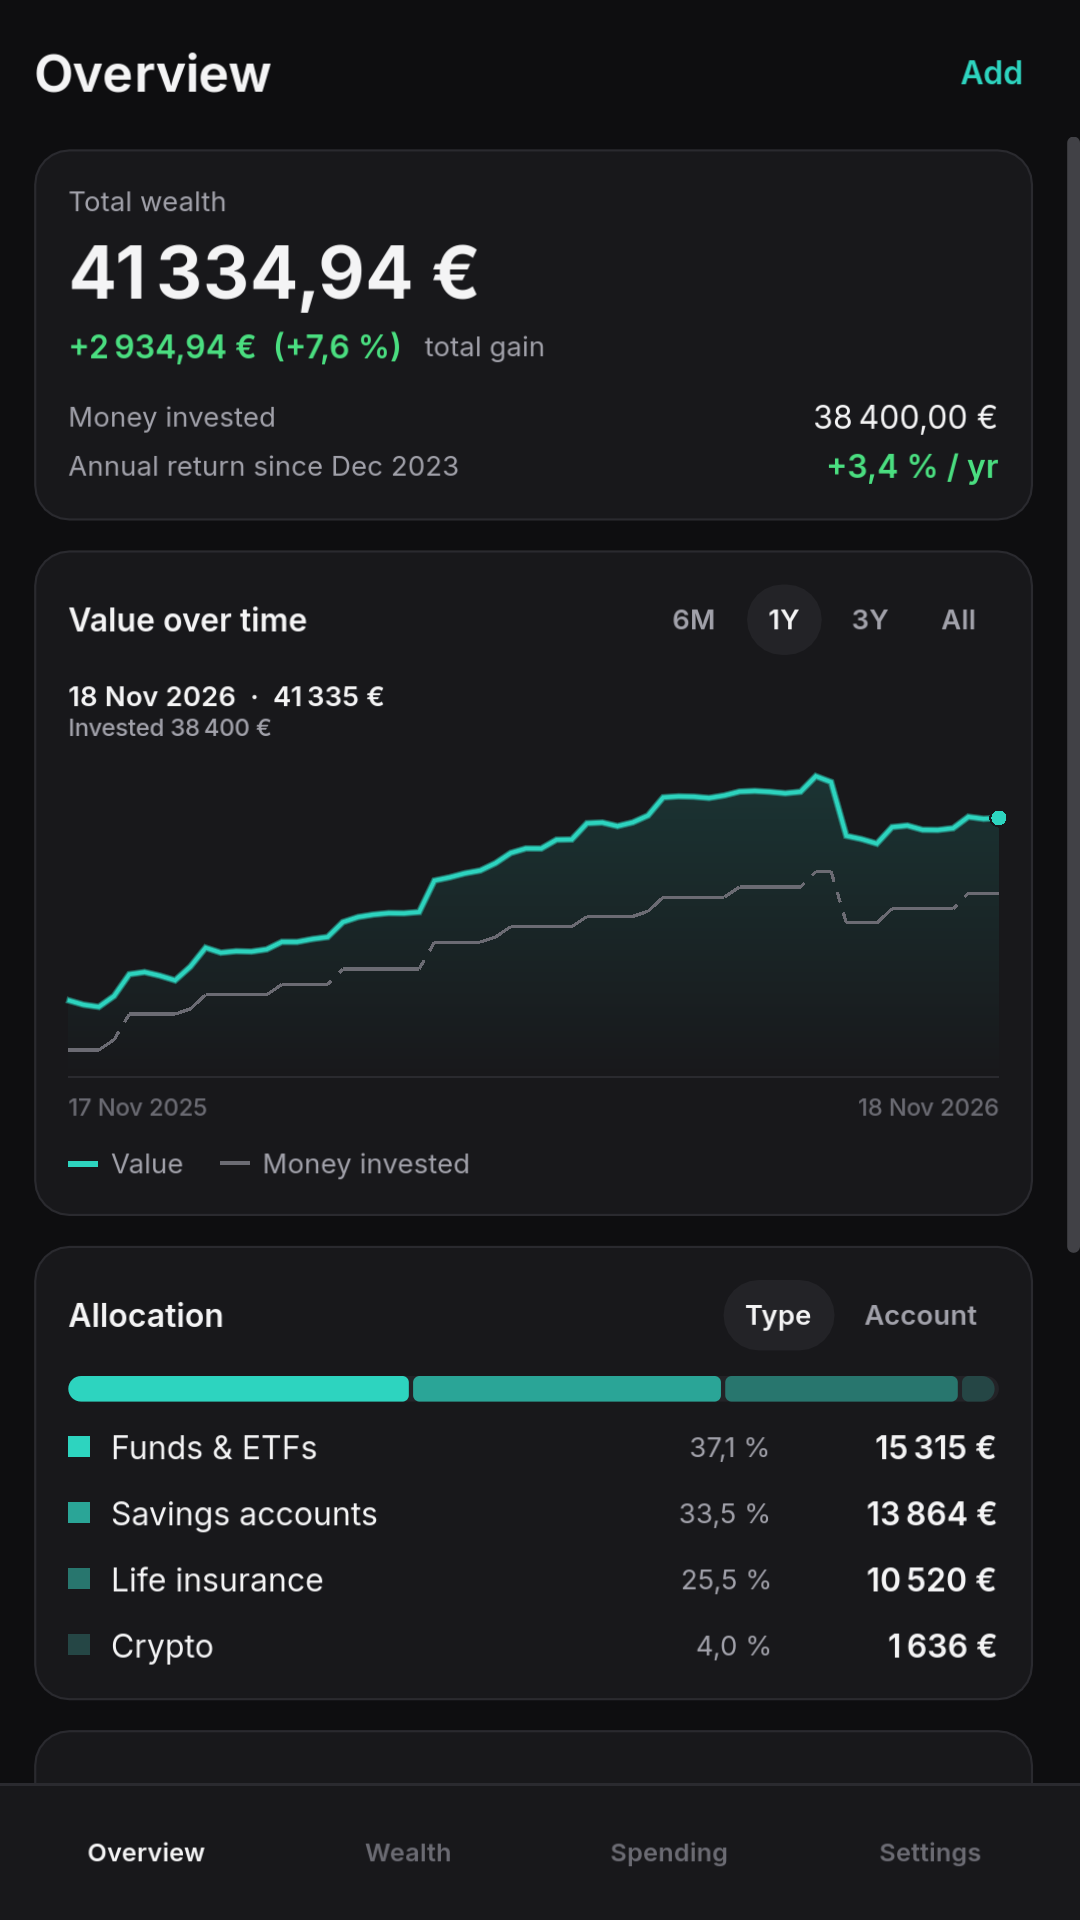 Overview
Add
Total wealth
41 334,94 €
+2 934,94 € (+7,6 %) total gain
Money invested 38 400,00 €
Annual return since Dec 2023 +3,4 % / yr
Value over time 6M 1Y 3Y All
18 Nov 2026 · 41 335 €
Invested 38 400 €
17 Nov 2025 18 Nov 2026
Value Money invested
Allocation Type Account
Funds & ETFs 37,1 % 15 315 €
Savings accounts 33,5 % 13 864 €
Life insurance 25,5 % 10 520 €
Crypto 4,0 % 1 636 €
Overview Wealth Spending Settings